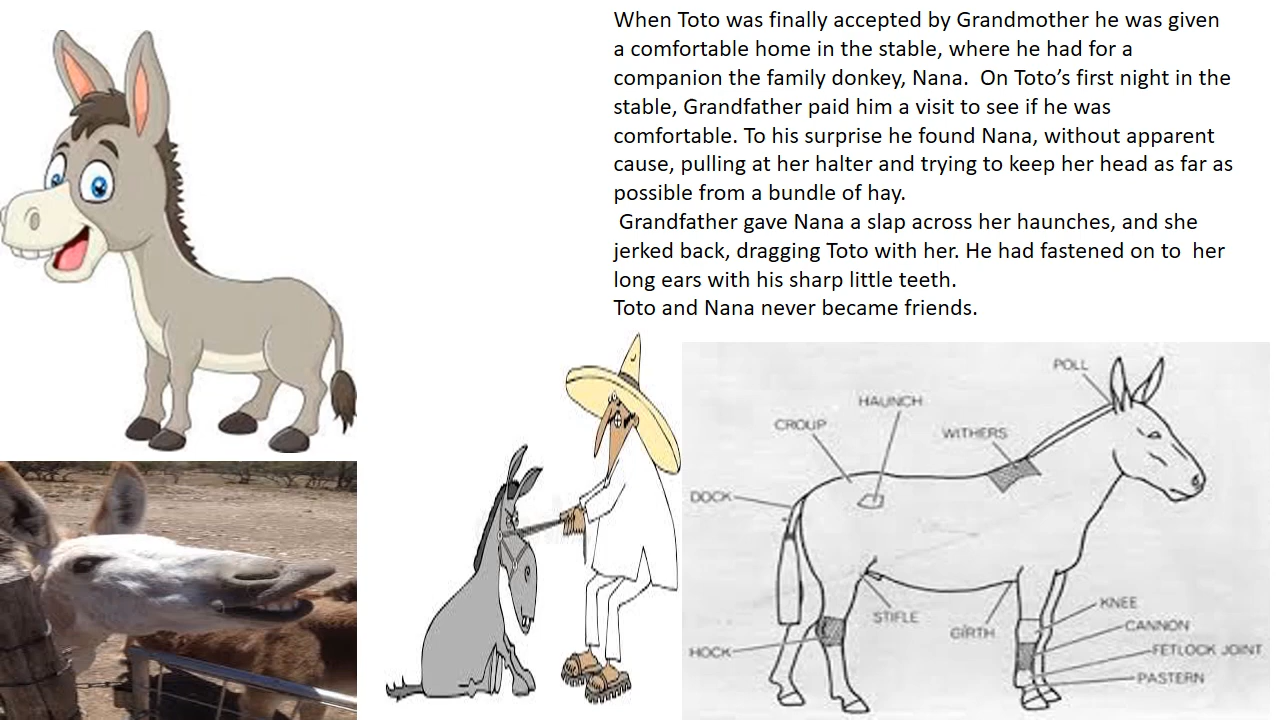 When Toto was finally accepted by Grandmother he was given
a comfortable home in the stable, where he had for a
companion the family donkey, Nana.  On Toto’s first night in the
stable, Grandfather paid him a visit to see if he was
comfortable. To his surprise he found Nana, without apparent
cause, pulling at her halter and trying to keep her head as far as
possible from a bundle of hay.
Grandfather gave Nana a slap across her haunches, and she
jerked back, dragging Toto with her. He had fastened on to  her
long ears with his sharp little teeth.
Toto and Nana never became friends.
POLL
HAUNCH
CROUP
WITHERS
DOCK
KNEE
STIFLE
CANNON
GIRTH
HOCK
FETLOCK JOINT
PASTERN